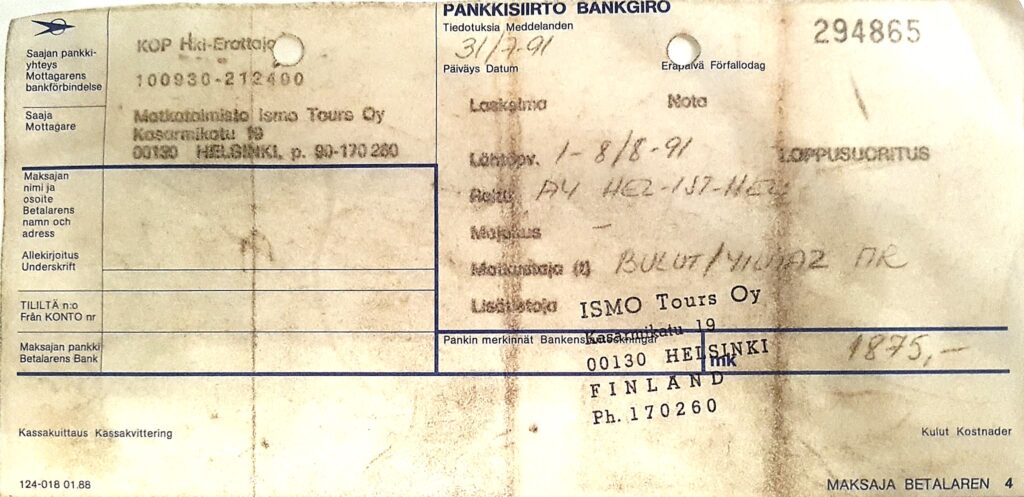 PANKKISIIRTO BANKGIRO
Tiedotuksia Meddelanden
31/7-91
Päiväys Datum
Eräpäivä Förfallodag
294865
Saajan pankki-
yhteys
Mottagarens
bankförbindelse
KOP Hki-Erottaja
100930-212400
Saaja
Mottagare
Matkatoimisto Ismo Tours Oy
Kasarmikatu 19
00130 HELSINKI, p. 90-170 260
Laskelma
Nota
Lähtöpv. 1-8/8-91
LOPPUSUORITUS
Reitti AY HEL-IST-HEL
Majoitus -
Matkustaja (t) BULUT/YILMAZ MR
Lisätietoja
Maksajan
nimi ja
osoite
Betalarens
namn och
adress
Allekirjoitus
Underskrift
TILILTÄ n:o
Från KONTO nr
Maksajan pankki
Betalarens Bank
Pankin merkinnät Bankens anteckningar
mk
1875,-
ISMO Tours Oy
Kasarmikatu 19
00130 HELSINKI
FINLAND
Ph. 170260
Kassakuittaus Kassakvittering
Kulut Kostnader
124-018 01.88
MAKSAJA BETALAREN 4